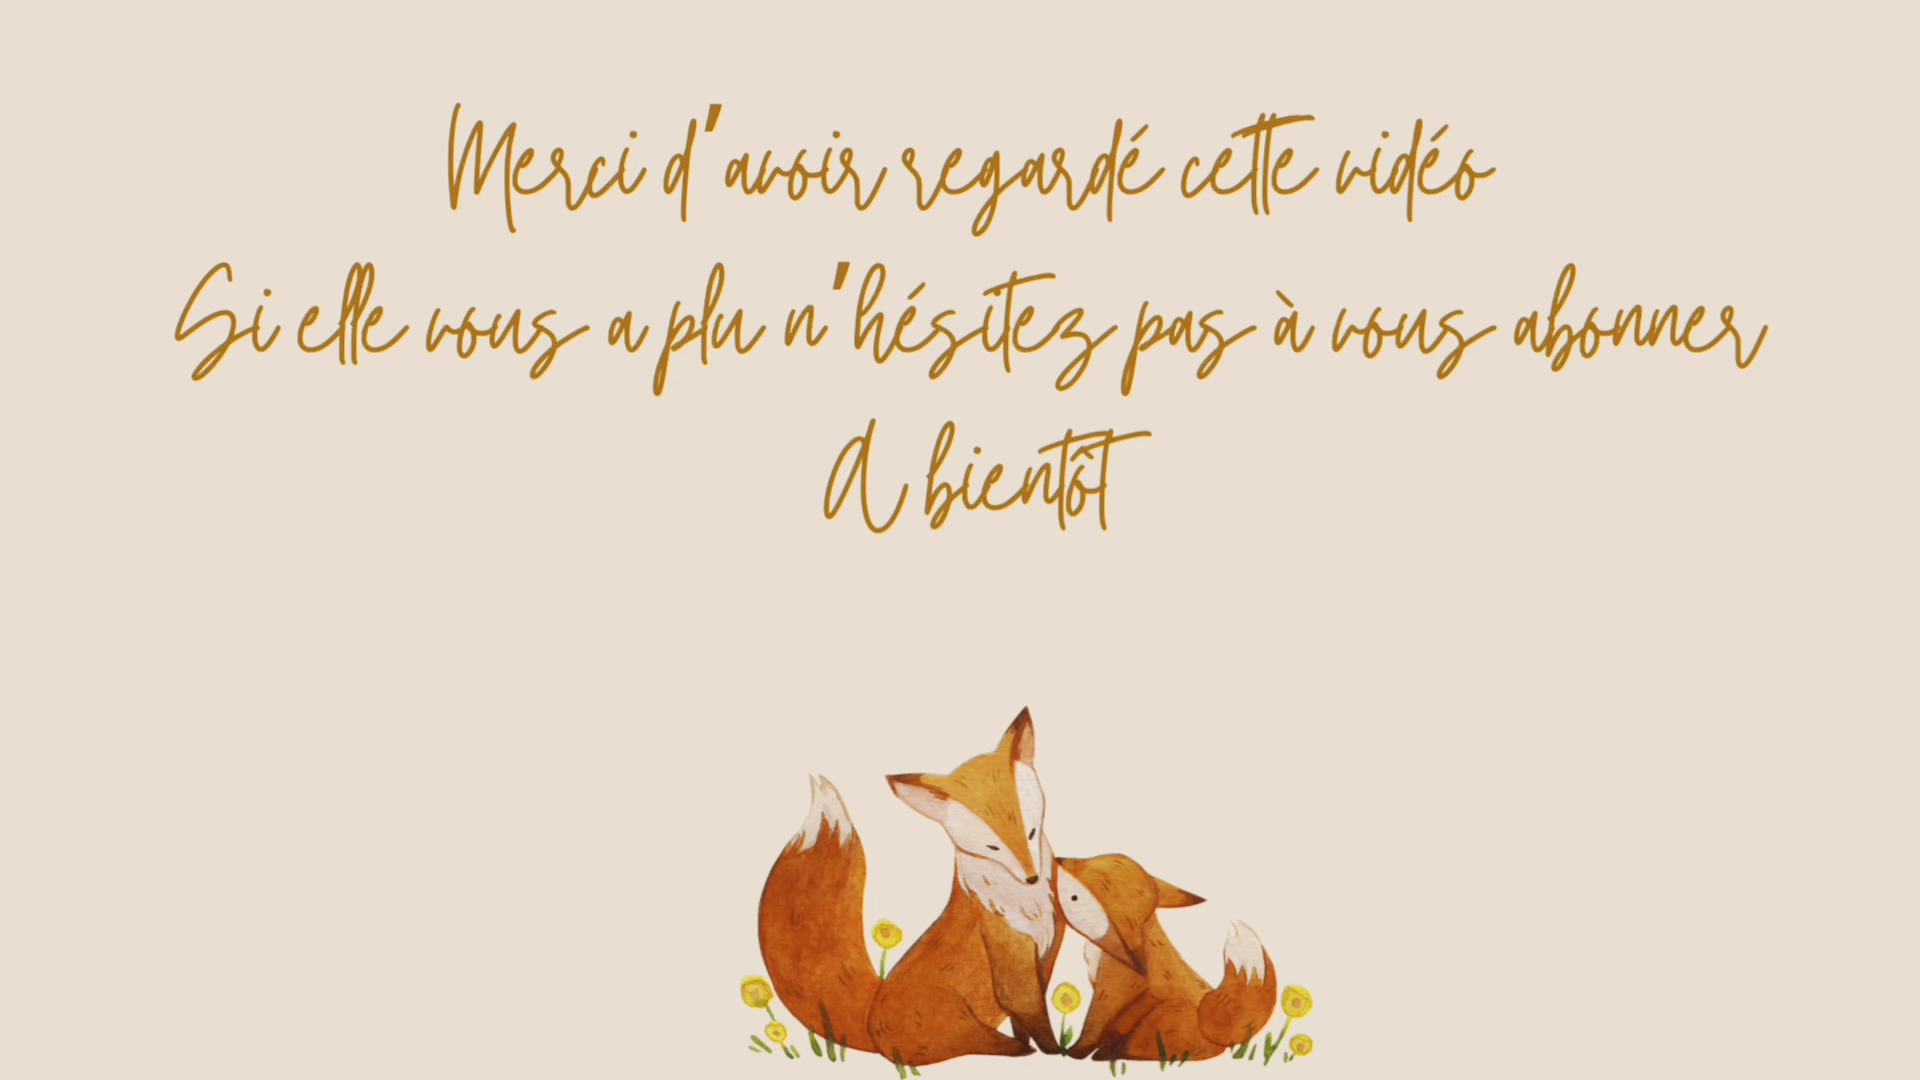 Merci d'avoir regardé cette vidéo
Si elle vous a plu n'hésitez pas à vous abonner
A bientôt